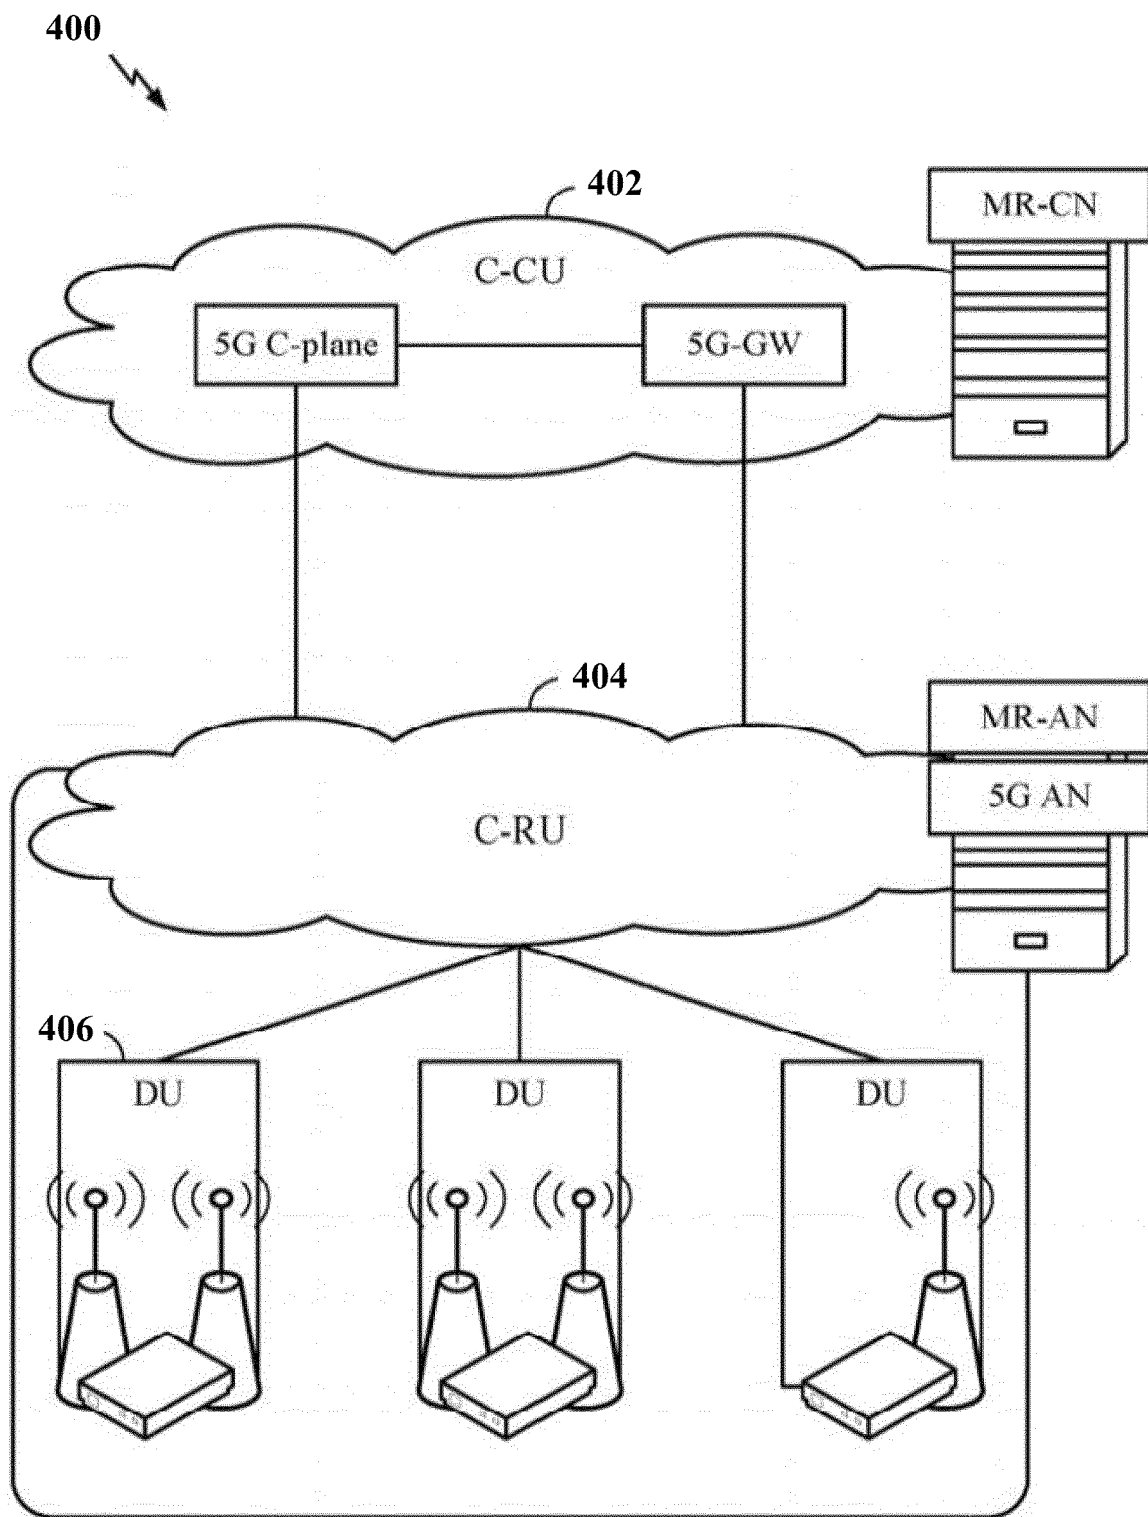 400
402
MR-CN
C-CU
5G C-plane
5G-GW
404
MR-AN
5G AN
C-RU
406
DU
DU
DU